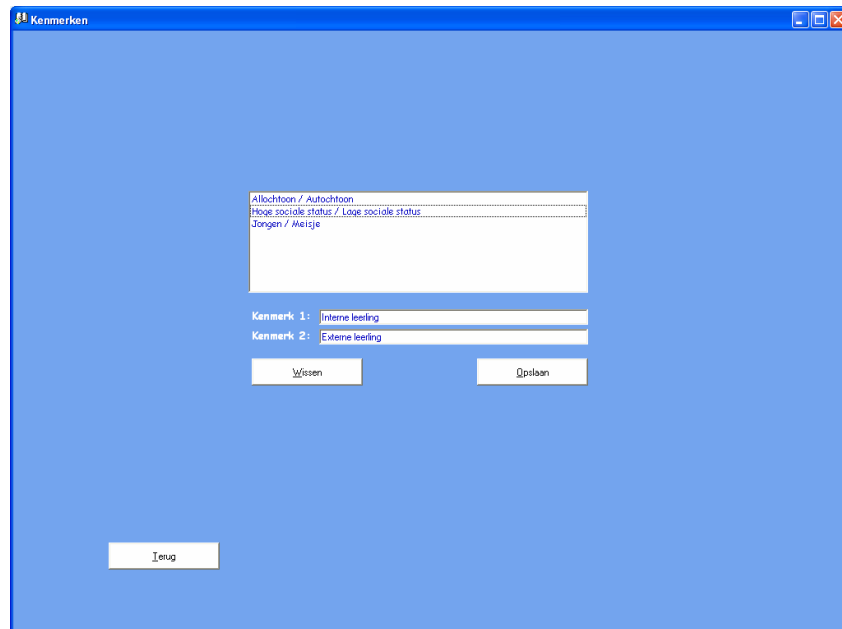 Kenmerken
Allochtoon / Autochtoon
Hoge sociale status / Lage sociale status
Jongen / Meisje
Kenmerk 1: Interne leerling
Kenmerk 2: Externe leerling
Wissen Opslaan
Terug